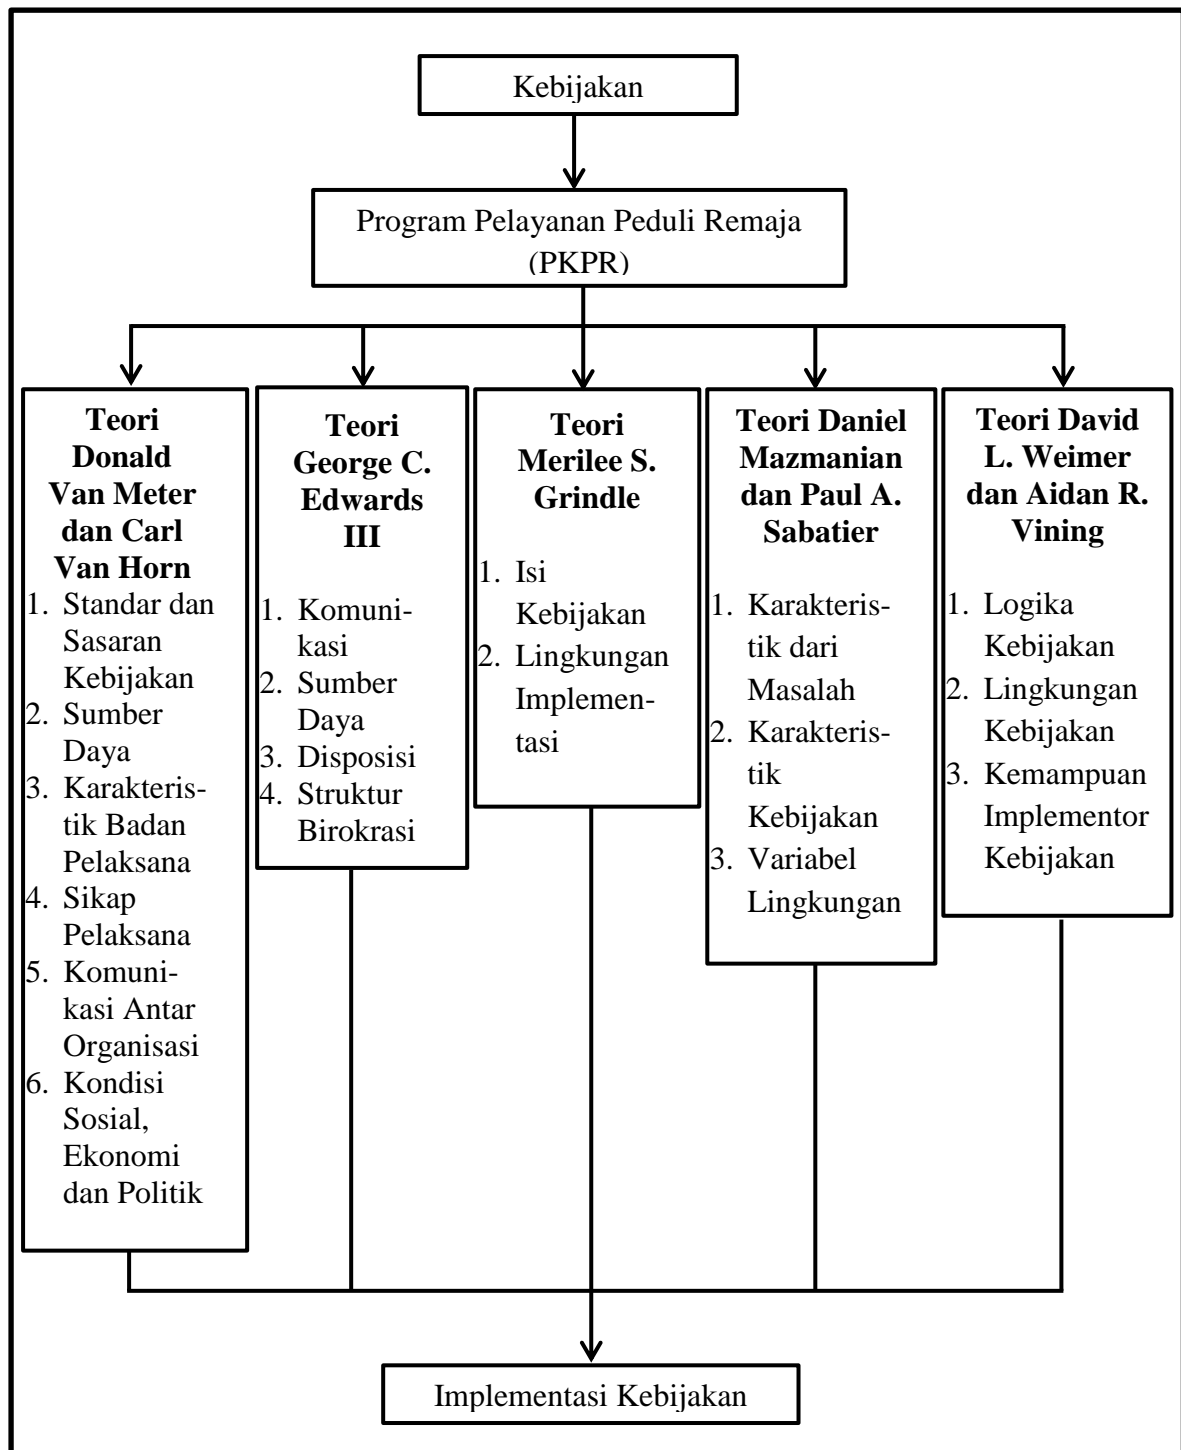 Kebijakan
Program Pelayanan Peduli Remaja
(PKPR)
Teori
Donald
Van Meter
dan Carl
Van Horn
1. Standar dan
Sasaran
Kebijakan
2. Sumber
Daya
3. Karakteris-
tik Badan
Pelaksana
4. Sikap
Pelaksana
5. Komuni-
kasi Antar
Organisasi
6. Kondisi
Sosial,
Ekonomi
dan Politik
Teori
George C.
Edwards
III
1. Komuni-
kasi
2. Sumber
Daya
3. Disposisi
4. Struktur
Birokrasi
Teori
Merilee S.
Grindle
1. Isi
Kebijakan
2. Lingkungan
Implemen-
tasi
Teori Daniel
Mazmanian
dan Paul A.
Sabatier
1. Karakteris-
tik dari
Masalah
2. Karakteris-
tik
Kebijakan
3. Variabel
Lingkungan
Teori David
L. Weimer
dan Aidan R.
Vining
1. Logika
Kebijakan
2. Lingkungan
Kebijakan
3. Kemampuan
Implementor
Kebijakan
Implementasi Kebijakan